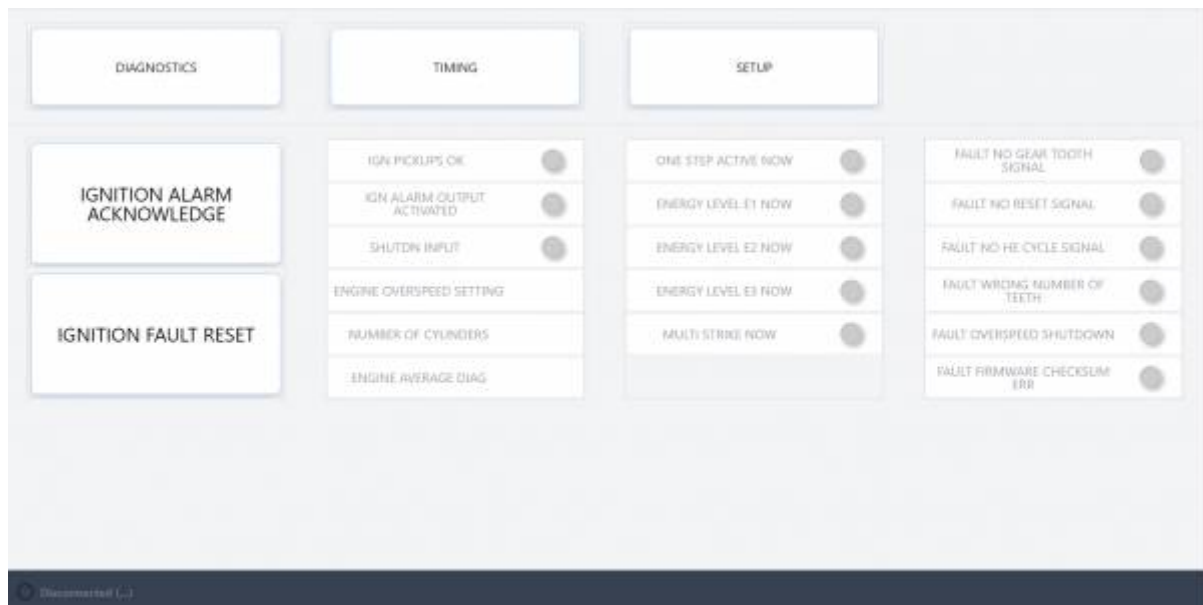 DIAGNOSTICS
TIMING
SETUP
IGNITION ALARM
ACKNOWLEDGE
IGNITION FAULT RESET
IGN PICKUPS OK
IGN ALARM OUTPUT
ACTIVATED
SHUTDN INPUT
ENGINE OVERSPEED SETTING
NUMBER OF CYLINDERS
ENGINE AVERAGE DIAG
ONE STEP ACTIVE NOW
ENERGY LEVEL E1 NOW
ENERGY LEVEL E2 NOW
ENERGY LEVEL E3 NOW
MULTI STRIKE NOW
FAULT NO GEAR TOOTH
SIGNAL
FAULT NO RESET SIGNAL
FAULT NO HE CYCLE SIGNAL
FAULT WRONG NUMBER OF
TEETH
FAULT OVERSPEED SHUTDOWN
FAULT FIRMWARE CHECKSUM
ERR
Disconnected (...)